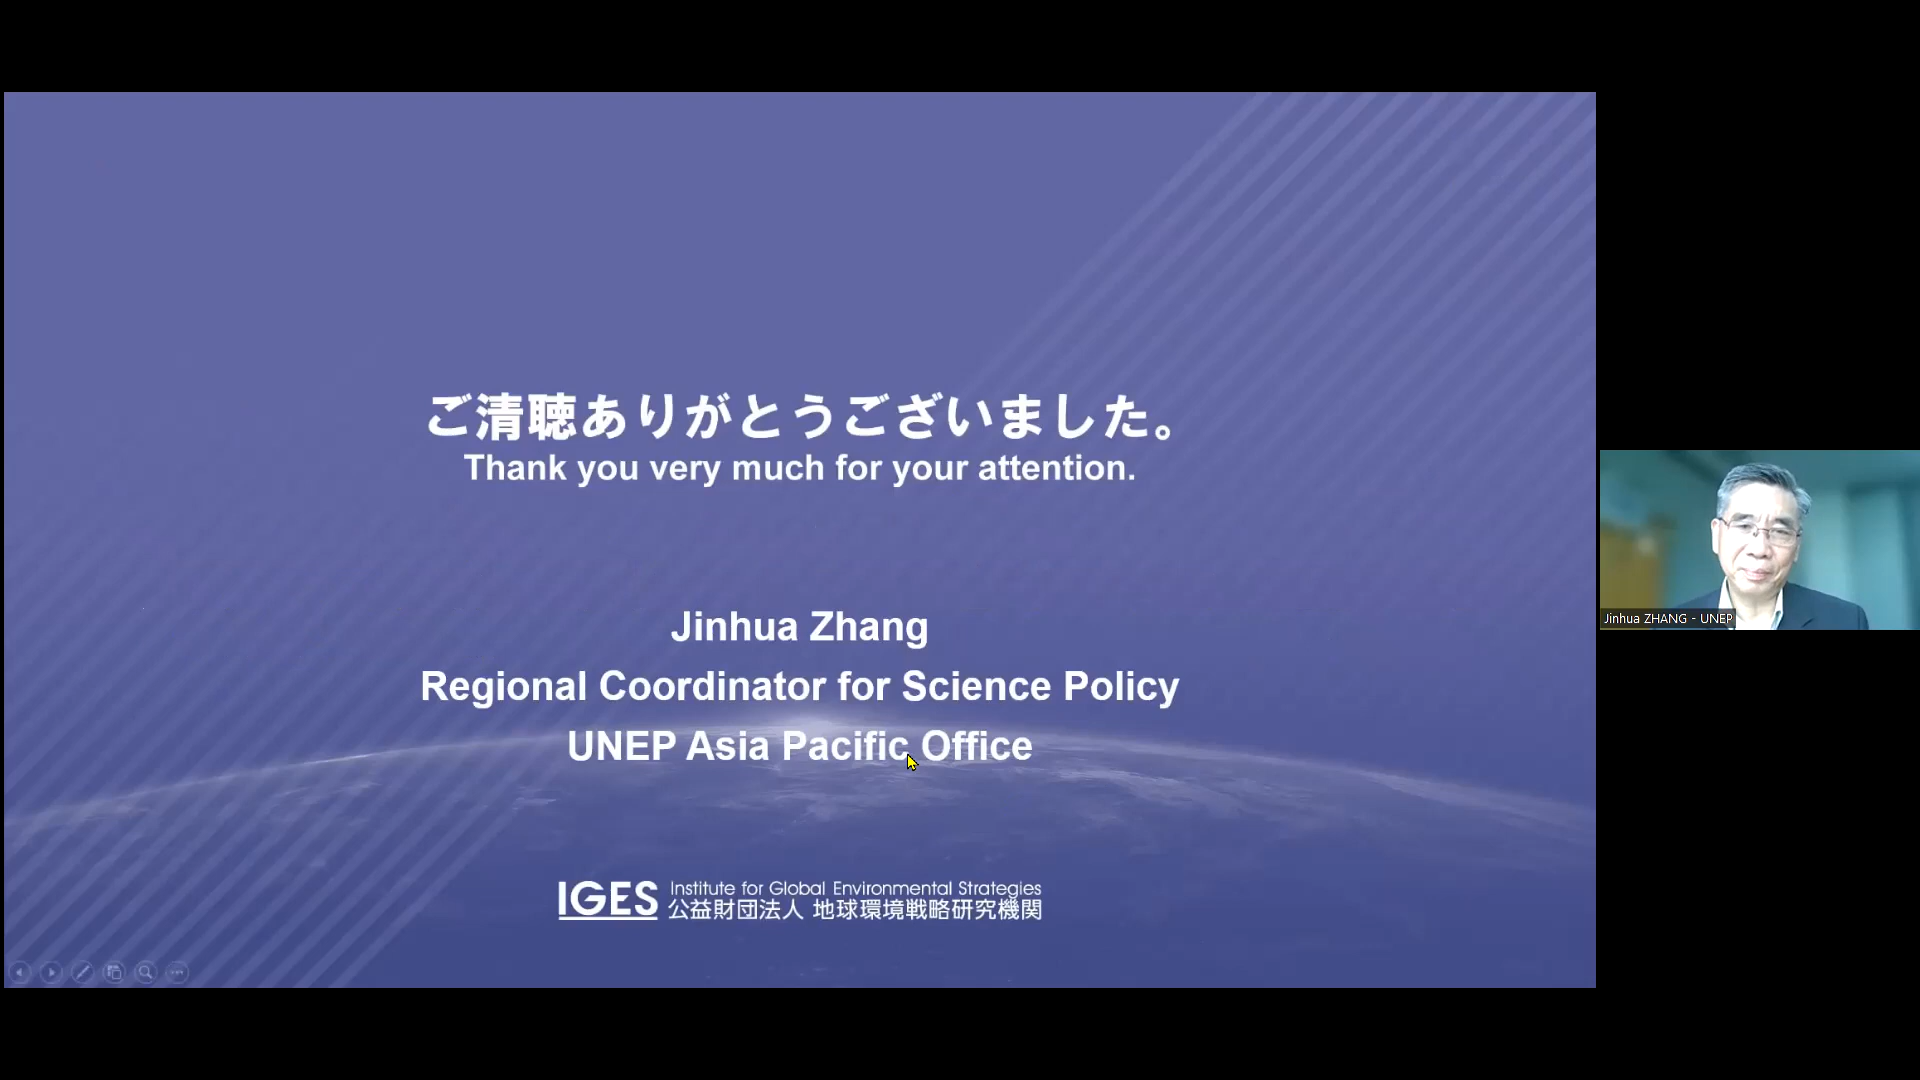 ご清聴ありがとうございました。
Thank you very much for your attention.
Jinhua Zhang
Regional Coordinator for Science Policy
UNEP Asia Pacific Office
IGES Institute for Global Environmental Strategies
公益財団法人 地球環境戦略研究機関
Jinhua ZHANG - UNEP